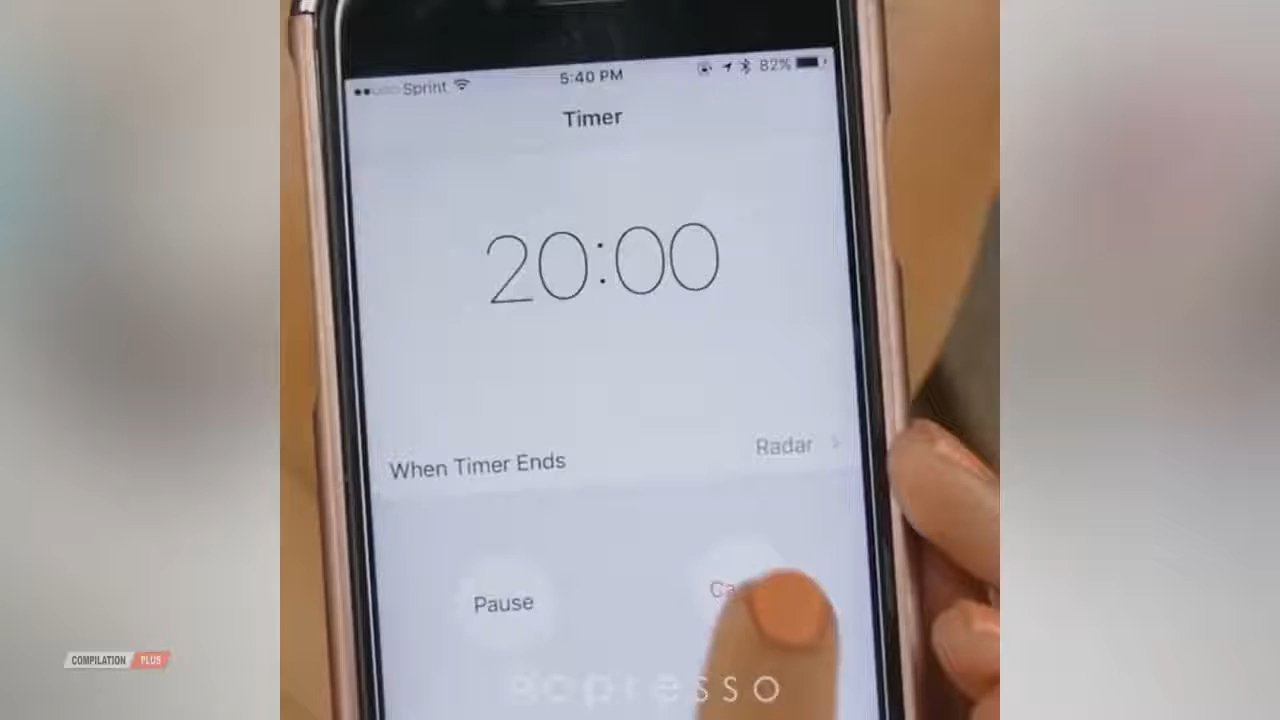 Sprint 5:40 PM 82%
Timer
20:00
When Timer Ends Radar >
Pause
COMPILATION PLUS